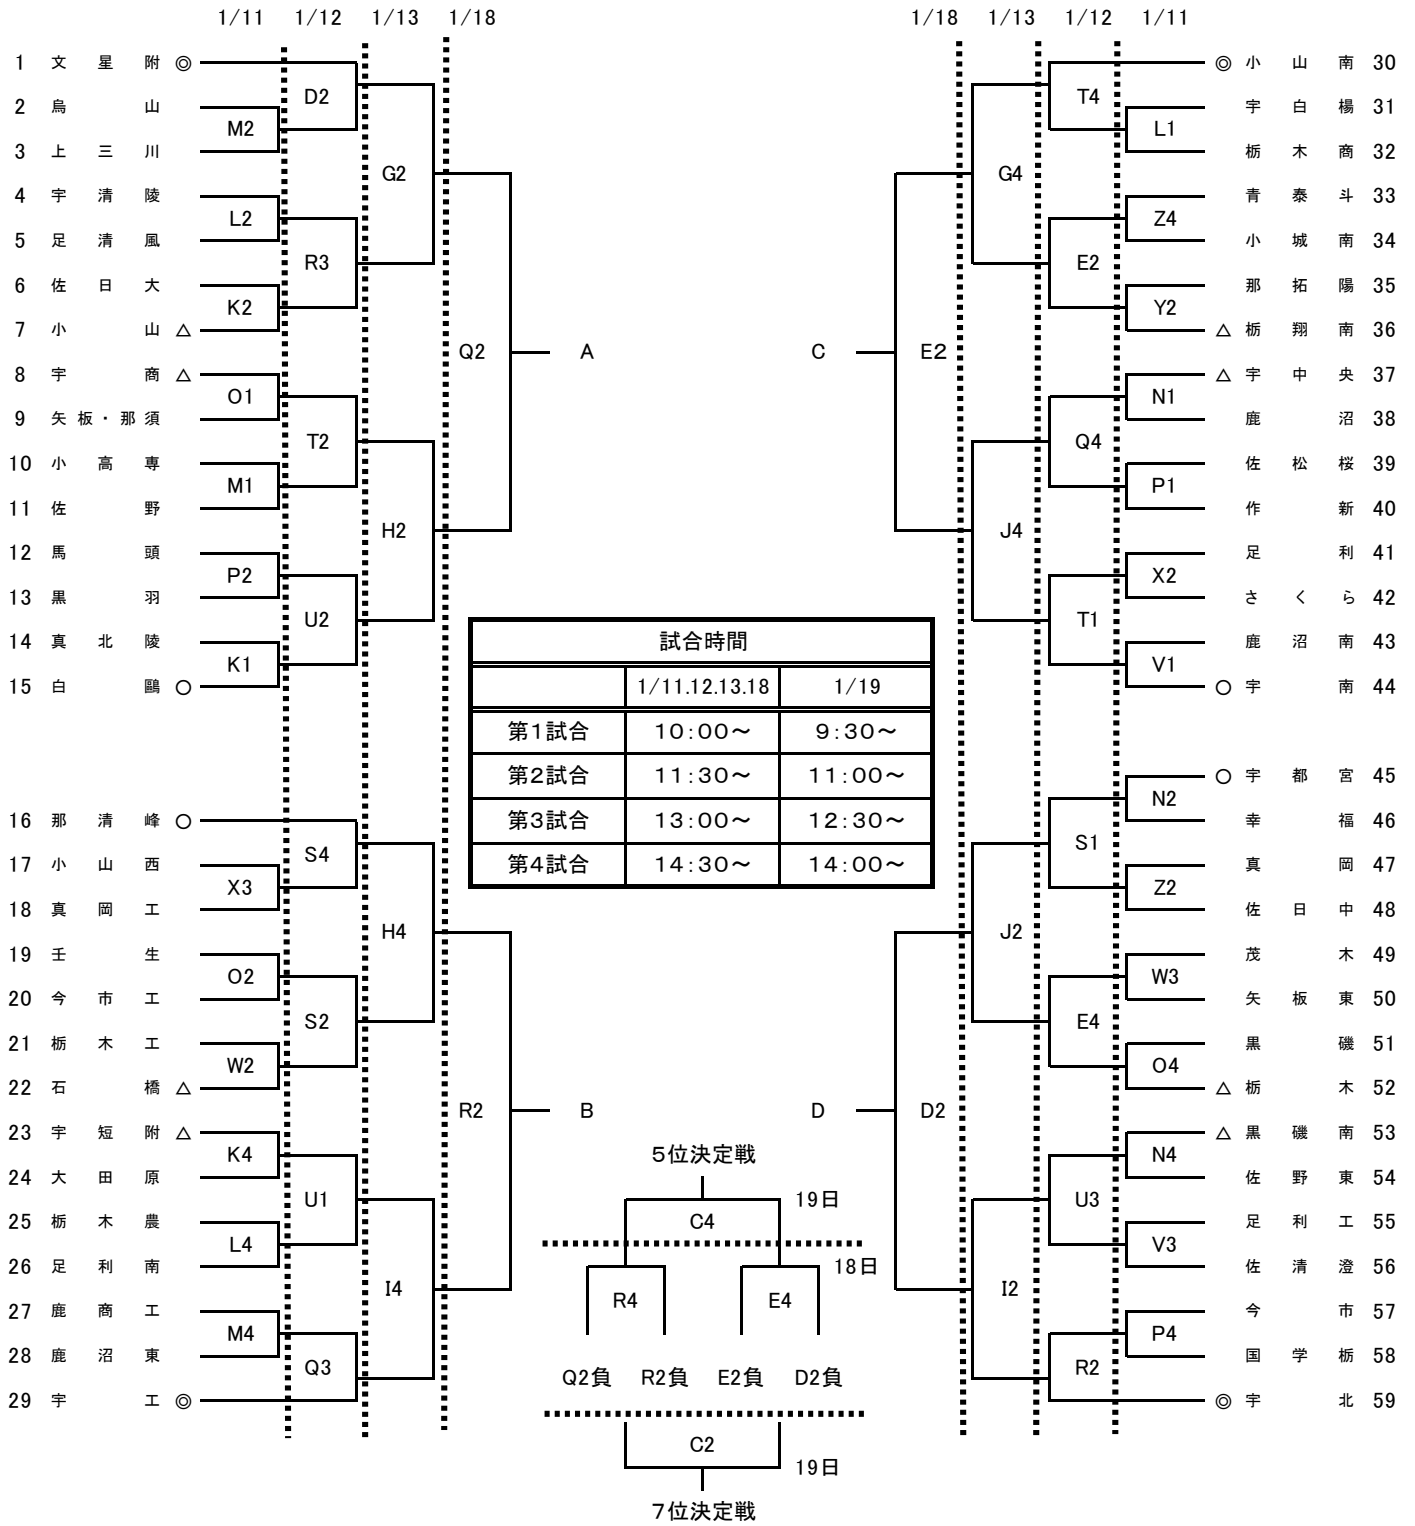 1/11 1/12 1/13 1/18 1/18 1/13 1/12 1/11
1 文星附 ◎
D2
2 烏山
M2
3 上三川
G2
4 宇清陵
L2
5 足清風
R3
6 佐日大
K2
7 小山 △
Q2 A
8 宇商 △
O1
9 矢板・那須
T2
10 小高専
M1
11 佐野
H2
12 馬頭
P2
13 黒羽
U2
14 真北陵
K1
15 白鷗 ○
16 那清峰 ○
S4
17 小山西
X3
18 真岡工
H4
19 壬生
O2
20 今市工
S2
21 栃木工
W2
22 石橋 △
R2 B
23 宇短附 △
K4
24 大田原
U1
25 栃木農
L4
26 足利南
I4
27 鹿商工
M4
28 鹿沼東
Q3
29 宇工 ◎
◎ 小山南 30
T4
宇白楊 31
L1
栃木商 32
G4
青泰斗 33
Z4
小城南 34
E2
那拓陽 35
Y2
△ 栃翔南 36
C E2
△ 宇中央 37
N1
鹿沼 38
Q4
佐松桜 39
P1
作新 40
J4
足利 41
X2
さくら 42
T1
鹿沼南 43
V1
○ 宇南 44
○ 宇都宮 45
N2
幸福 46
S1
真岡 47
Z2
佐日中 48
J2
茂木 49
W3
矢板東 50
E4
黒磯 51
O4
△ 栃木 52
D D2
△ 黒磯南 53
N4
佐野東 54
U3
足利工 55
V3
佐清澄 56
I2
今市 57
P4
国学栃 58
R2
◎ 宇北 59
試合時間
1/11.12.13.18 1/19
第1試合 10:00～ 9:30～
第2試合 11:30～ 11:00～
第3試合 13:00～ 12:30～
第4試合 14:30～ 14:00～
5位決定戦
19日
C4
18日
R4 E4
Q2負 R2負 E2負 D2負
C2
19日
7位決定戦